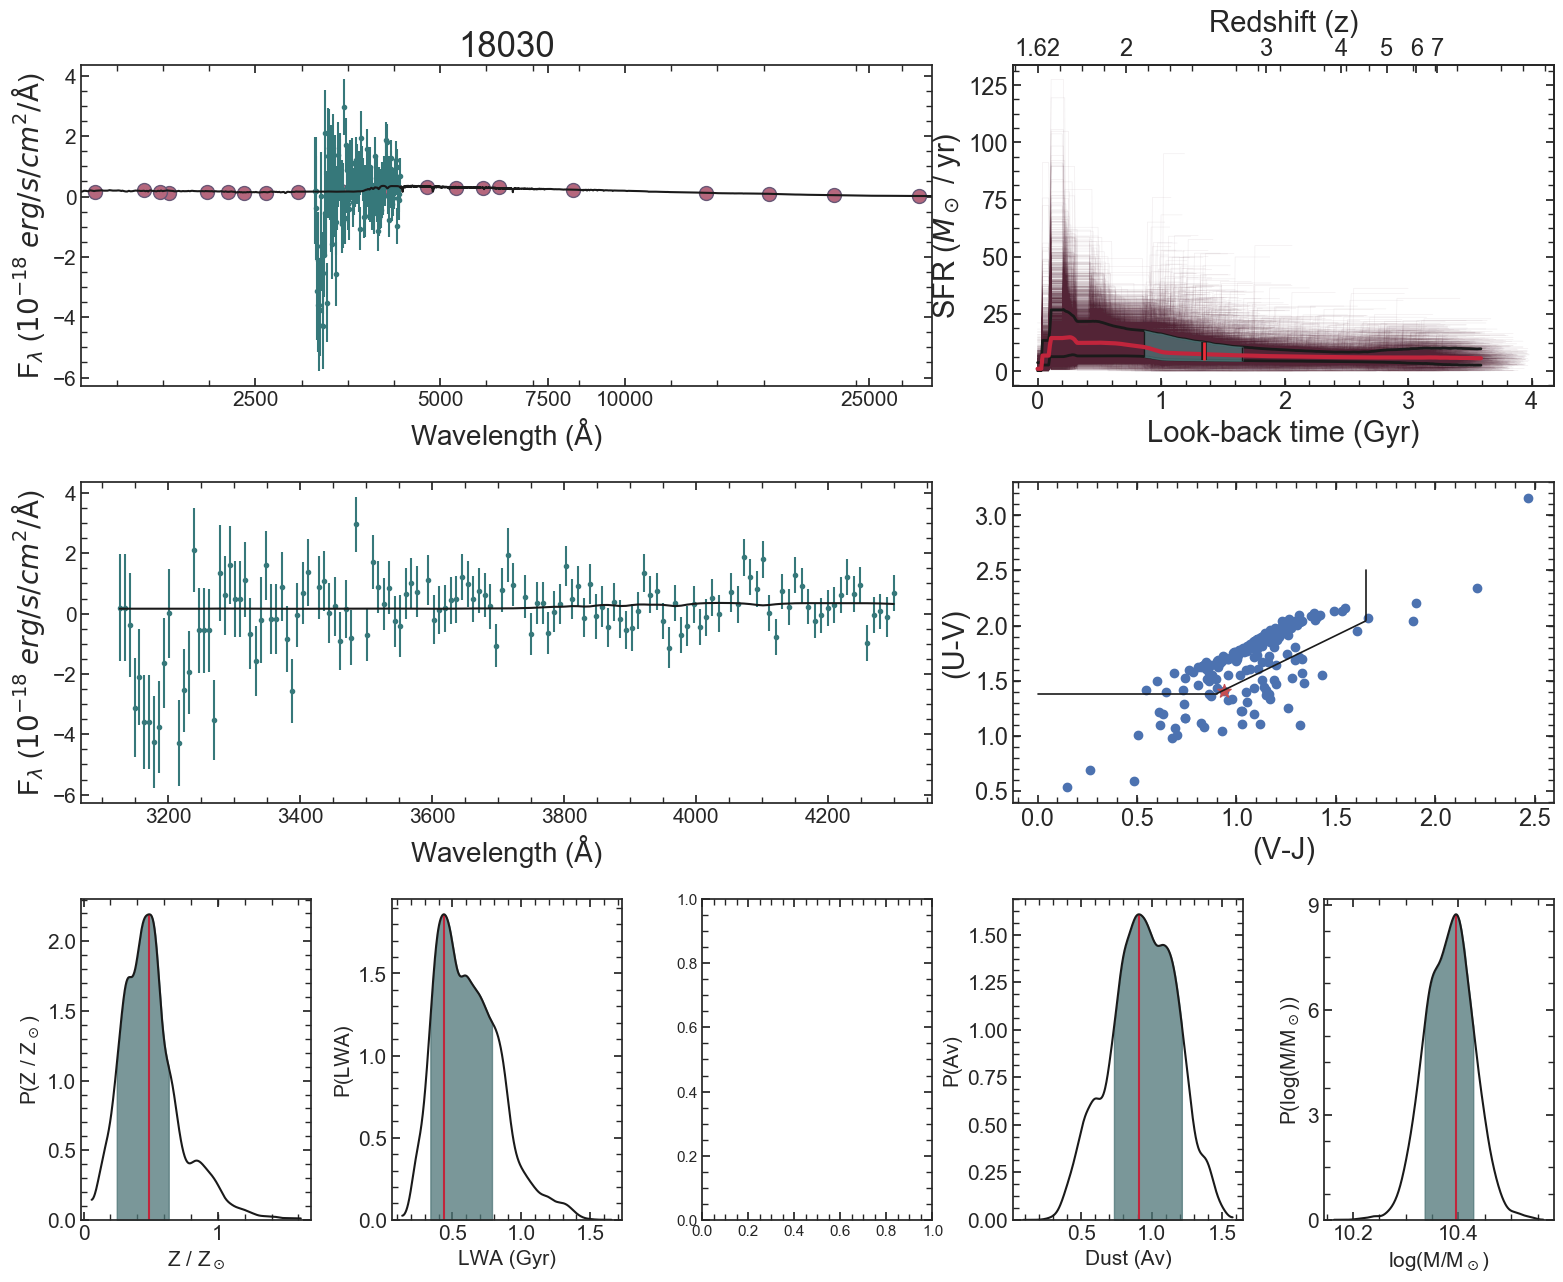 18030
F_λ (10^−18 erg/s/cm^2/Å)
4
2
0
−2
−4
−6
2500 5000 7500 10000 25000
Wavelength (Å)
Redshift (z)
1.62 2 3 4 5 6 7
SFR (M_⊙ / yr)
125
100
75
50
25
0
0 1 2 3 4
Look-back time (Gyr)
F_λ (10^−18 erg/s/cm^2/Å)
4
2
0
−2
−4
−6
3200 3400 3600 3800 4000 4200
Wavelength (Å)
(U-V)
3.0
2.5
2.0
1.5
1.0
0.5
0.0 0.5 1.0 1.5 2.0 2.5
(V-J)
P(Z / Z_⊙)
2.0
1.5
1.0
0.5
0.0
0 1
Z / Z_⊙
P(LWA)
1.5
1.0
0.5
0.0
0.5 1.0 1.5
LWA (Gyr)
1.0
0.8
0.6
0.4
0.2
0.0
0.0 0.2 0.4 0.6 0.8 1.0
P(Av)
1.50
1.25
1.00
0.75
0.50
0.25
0.00
0.5 1.0 1.5
Dust (Av)
P(log(M/M_⊙))
9
6
3
0
10.2 10.4
log(M/M_⊙)